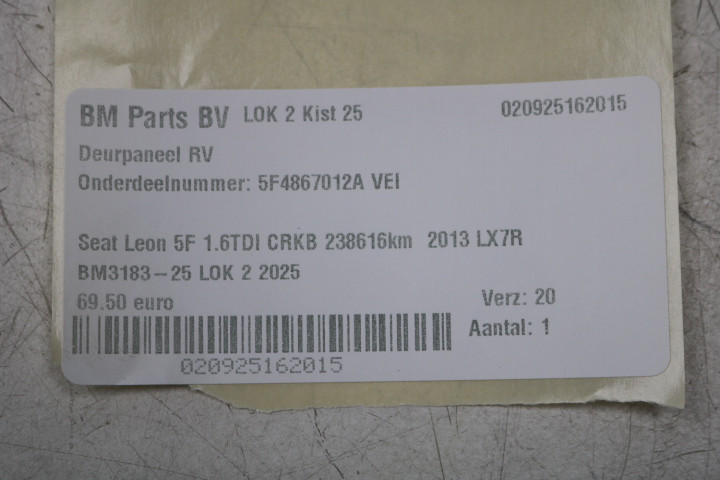 BM Parts BV LOK 2 Kist 25 020925162015
Deurpaneel RV
Onderdeelnummer: 5F4867012A VEI
Seat Leon 5F 1.6TDI CRKB 238616km 2013 LX7R
BM3183-25 LOK 2 2025
69.50 euro Verz: 20
Aantal: 1
020925162015